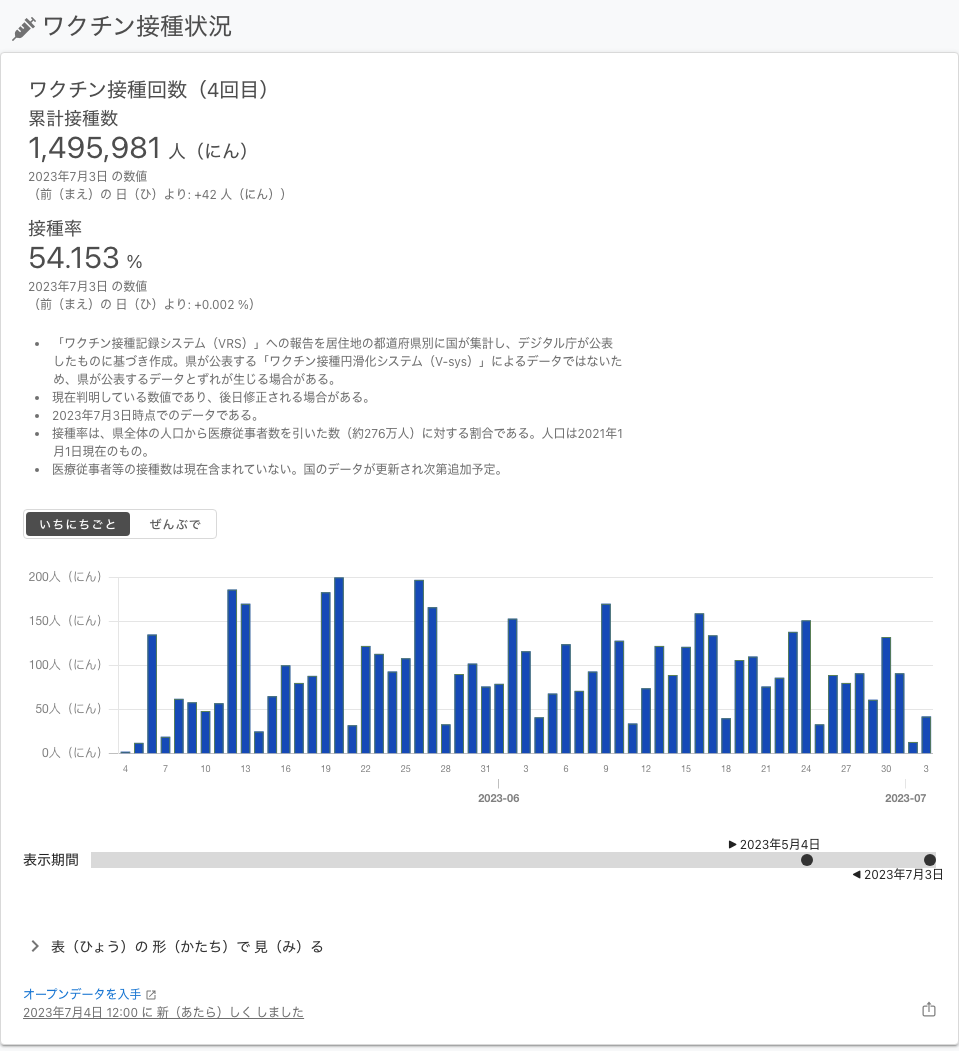 ワクチン接種状況
ワクチン接種回数（4回目）
累計接種数
1,495,981 人（にん）
2023年7月3日 の数値
（前（まえ）の 日（ひ）より: +42 人（にん））
接種率
54.153 %
2023年7月3日 の数値
（前（まえ）の 日（ひ）より: +0.002 %）
• 「ワクチン接種記録システム（VRS）」への報告を居住地の都道府県別に国が集計し、デジタル庁が公表
したものに基づき作成。県が公表する「ワクチン接種円滑化システム（V-sys）」によるデータではないた
め、県が公表するデータとずれが生じる場合がある。
• 現在判明している数値であり、後日修正される場合がある。
• 2023年7月3日時点でのデータである。
• 接種率は、県全体の人口から医療従事者数を引いた数（約276万人）に対する割合である。人口は2021年1
月1日現在のもの。
• 医療従事者等の接種数は現在含まれていない。国のデータが更新され次第追加予定。
いちにちごと ぜんぶで
200人（にん）
150人（にん）
100人（にん）
50人（にん）
0人（にん）
4 7 10 13 16 19 22 25 28 31 3 6 9 12 15 18 21 24 27 30 3
2023-06 2023-07
▶ 2023年5月4日
表示期間
◀ 2023年7月3日
表（ひょう）の 形（かたち）で 見（み）る
オープンデータを入手
2023年7月4日 12:00 に 新（あたら）しく しました